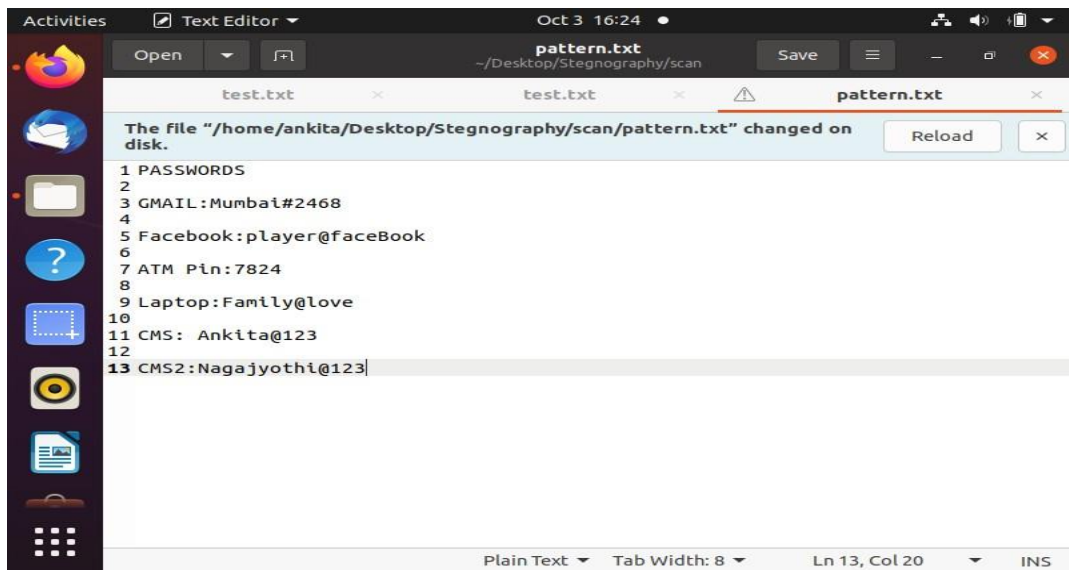 Activities Text Editor Oct 3 16:24
Open pattern.txt Save
~/Desktop/Stegnography/scan
test.txt test.txt pattern.txt
The file “/home/ankita/Desktop/Stegnography/scan/pattern.txt” changed on
disk.
Reload
1 PASSWORDS
2
3 GMAIL:Mumbai#2468
4
5 Facebook:player@faceBook
6
7 ATM Pin:7824
8
9 Laptop:Family@love
10
11 CMS: Ankita@123
12
13 CMS2:Nagajyothi@123
Plain Text Tab Width: 8 Ln 13, Col 20 INS